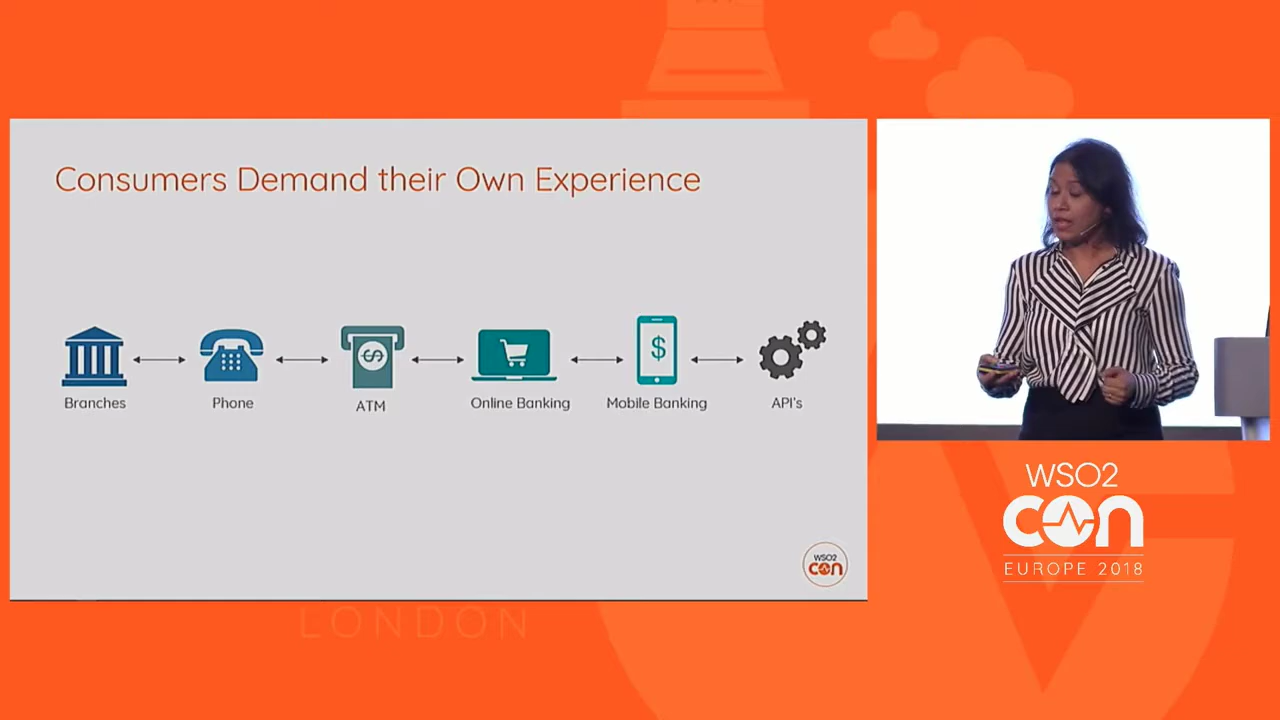 Consumers Demand their Own Experience
Branches
Phone
ATM
Online Banking
Mobile Banking
API's
$
$
WSO2
con
WSO2
con
EUROPE 2018
LONDON